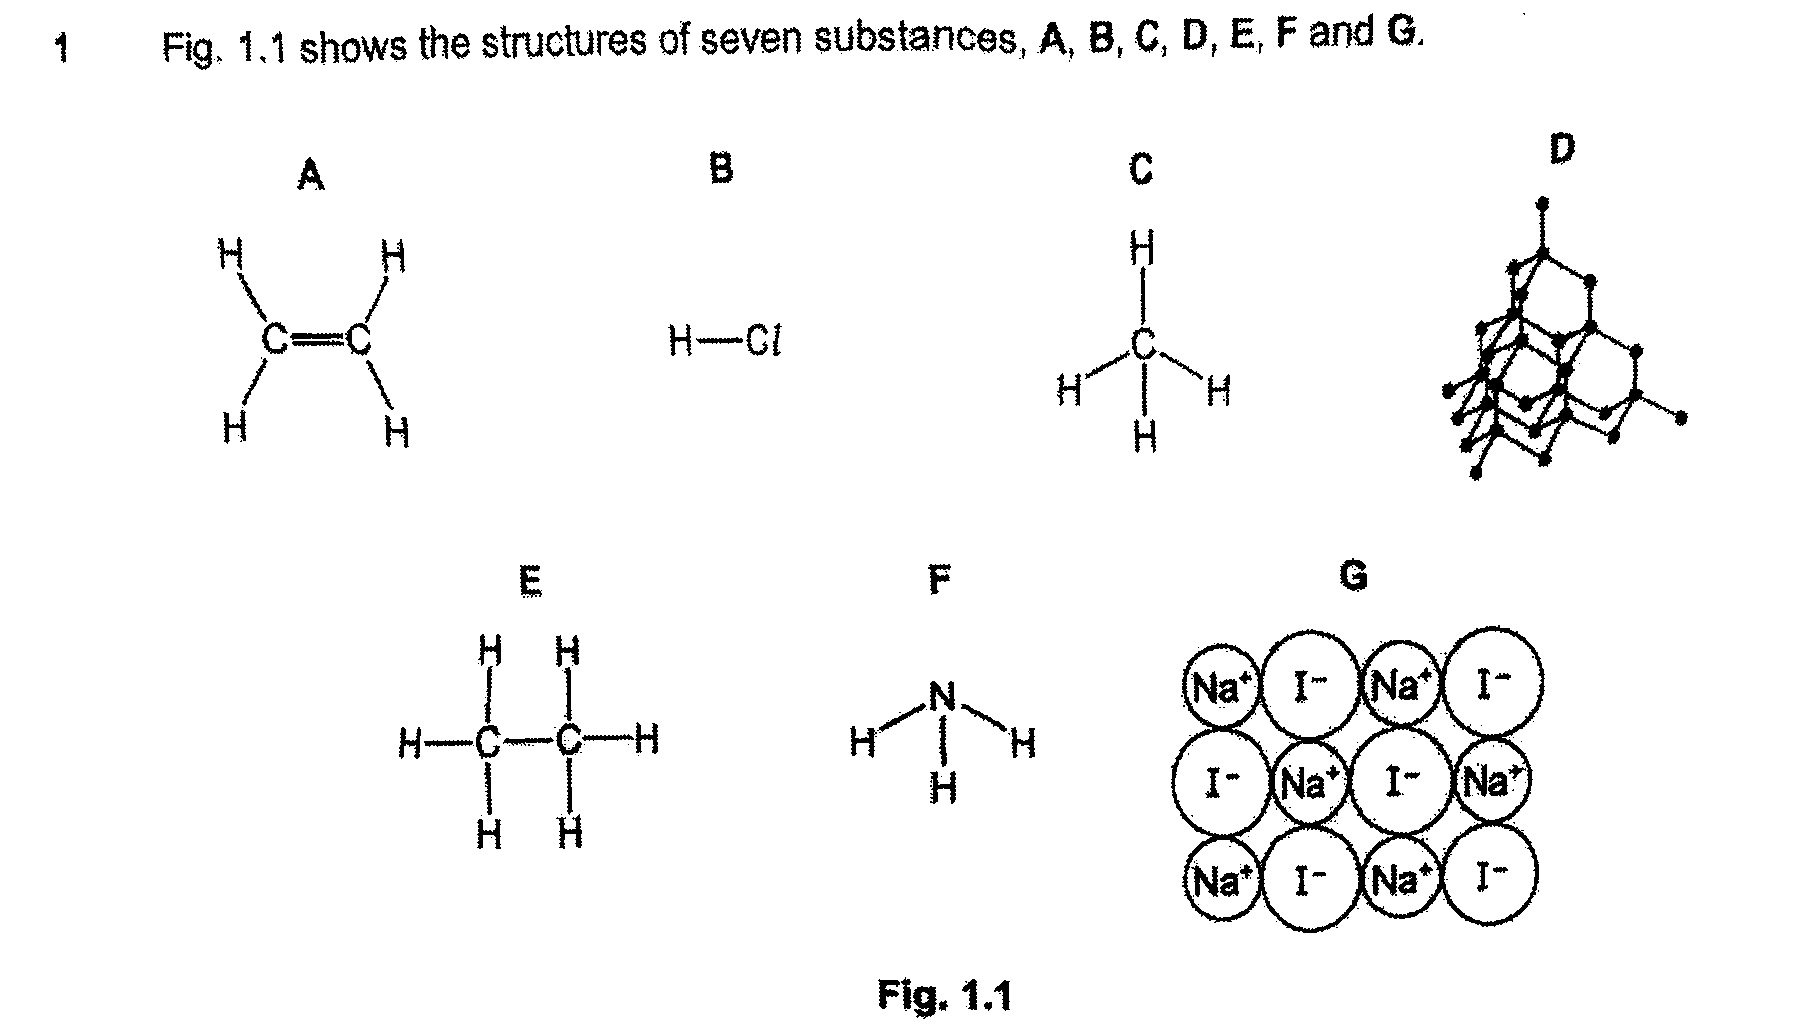 1 Fig. 1.1 shows the structures of seven substances, A, B, C, D, E, F and G.
A B C D
H H H
C=C H—Cl C
H H H H
H
E F G
H H N Na⁺ I⁻ Na⁺ I⁻
H—C—C—H H H I⁻ Na⁺ I⁻ Na⁺
H H H Na⁺ I⁻ Na⁺ I⁻
Fig. 1.1